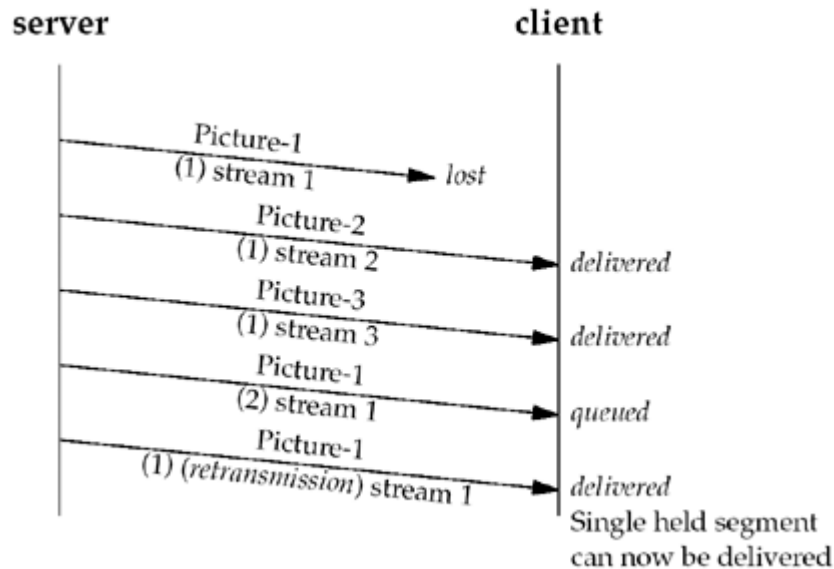 server
client
Picture-1
(1) stream 1
lost
Picture-2
(1) stream 2
delivered
Picture-3
(1) stream 3
delivered
Picture-1
(2) stream 1
queued
Picture-1
(1) (retransmission) stream 1
delivered
Single held segment
can now be delivered